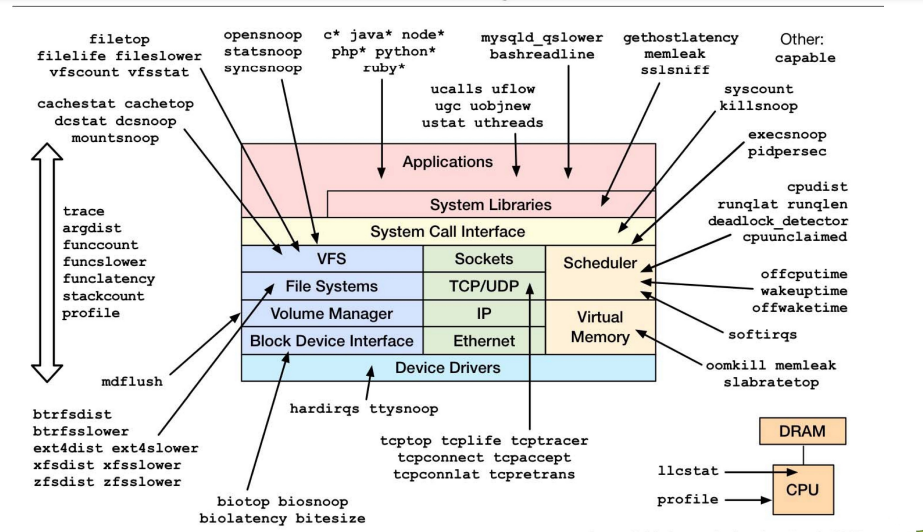 filetop
filelife fileslower
vfscount vfsstat
opensnoop
statsnoop
syncsnoop
c* java* node*
php* python*
ruby*
mysqld_qslower
bashreadline
gethostlatency
memleak
sslsniff
Other:
capable
cachestat cachetop
dcstat dcsnoop
mountsnoop
ucalls uflow
ugc uobjnew
ustat uthreads
syscount
killsnoop
execsnoop
pidpersec
trace
argdist
funccount
funcslower
funclatency
stackcount
profile
Applications
System Libraries
System Call Interface
VFS
Sockets
Scheduler
File Systems
TCP/UDP
Volume Manager
IP
Virtual
Memory
Block Device Interface
Ethernet
Device Drivers
cpudist
runqlat runqlen
deadlock_detector
cpuunclaimed
offcputime
wakeuptime
offwaketime
softirqs
oomkill memleak
slabratetop
mdflush
hardirqs ttysnoop
btrfsdist
btrfsslower
ext4dist ext4slower
xfsdist xfsslower
zfsdist zfsslower
tcptop tcplife tcptracer
tcpconnect tcpaccept
tcpconnlat tcpretrans
biotop biosnoop
biolatency bitesize
DRAM
llcstat
CPU
profile